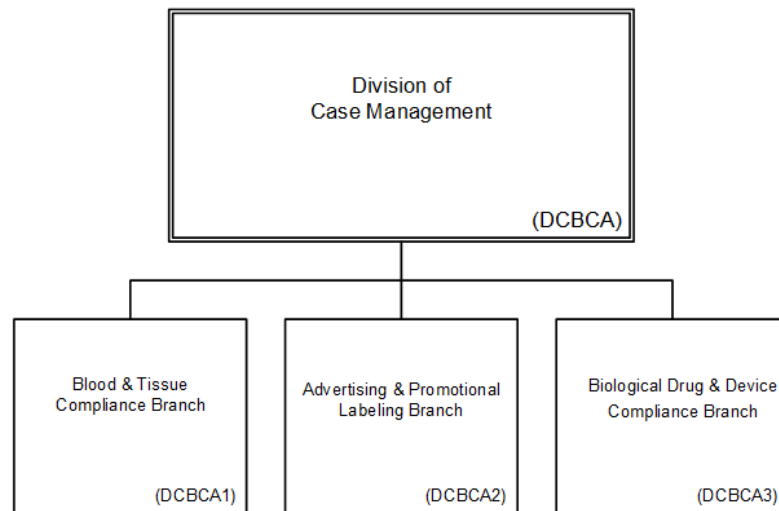 Division of
Case Management
(DCBCA)
Blood & Tissue
Compliance Branch
(DCBCA1)
Advertising & Promotional
Labeling Branch
(DCBCA2)
Biological Drug & Device
Compliance Branch
(DCBCA3)